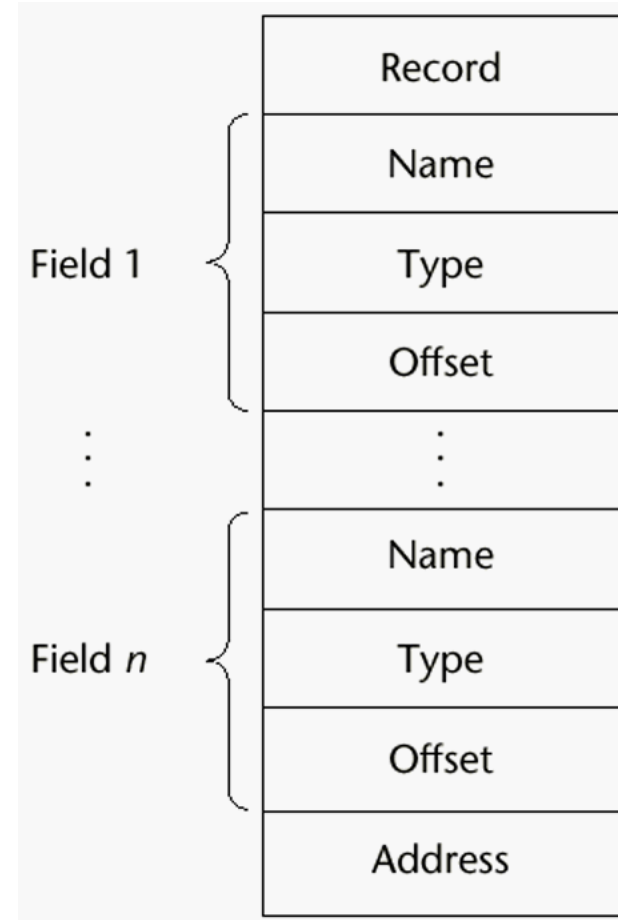 Record
Name
Field 1
Type
Offset
⋮ ⋮
Name
Field n
Type
Offset
Address